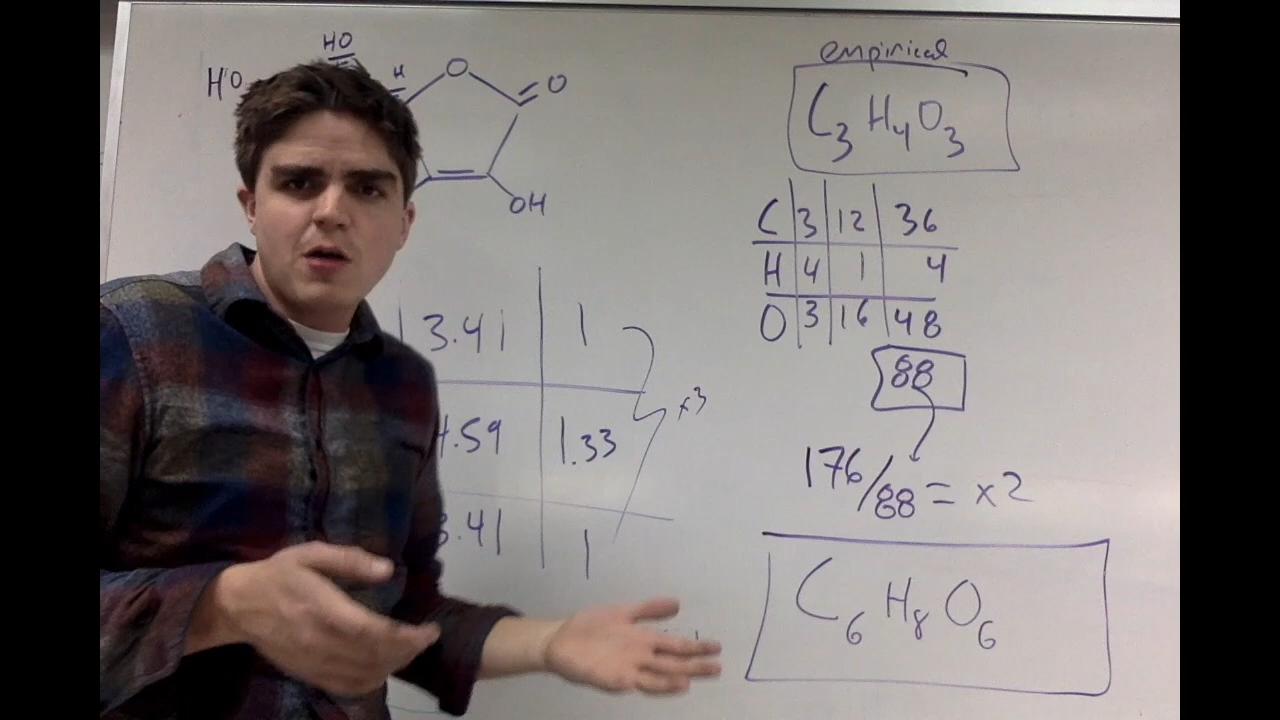 HO
HO
H
O
O
OH
empirical
C3H4O3
C 3 12 36
H 4 1 4
O 3 16 48
88
3.41 1
4.59 1.33
3.41 1
x3
176/88 = x2
C6H8O6